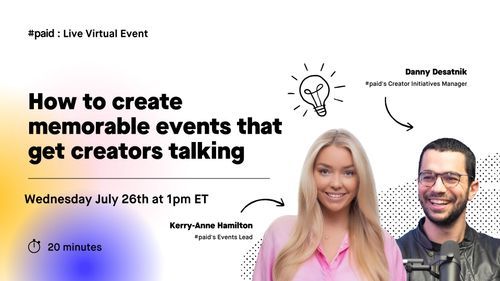 #paid : Live Virtual Event
Danny Desatnik
#paid's Creator Initiatives Manager
How to create
memorable events that
get creators talking
Wednesday July 26th at 1pm ET
Kerry-Anne Hamilton
#paid's Events Lead
20 minutes